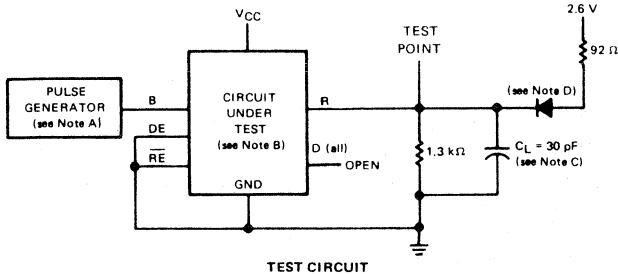 VCC
2.6 V
TEST
POINT
92 Ω
PULSE
GENERATOR
(see Note A)
B
DE
RE
CIRCUIT
UNDER
TEST
(see Note B)
GND
R
D (all)
OPEN
(see Note D)
1.3 kΩ
CL = 30 pF
(see Note C)
TEST CIRCUIT